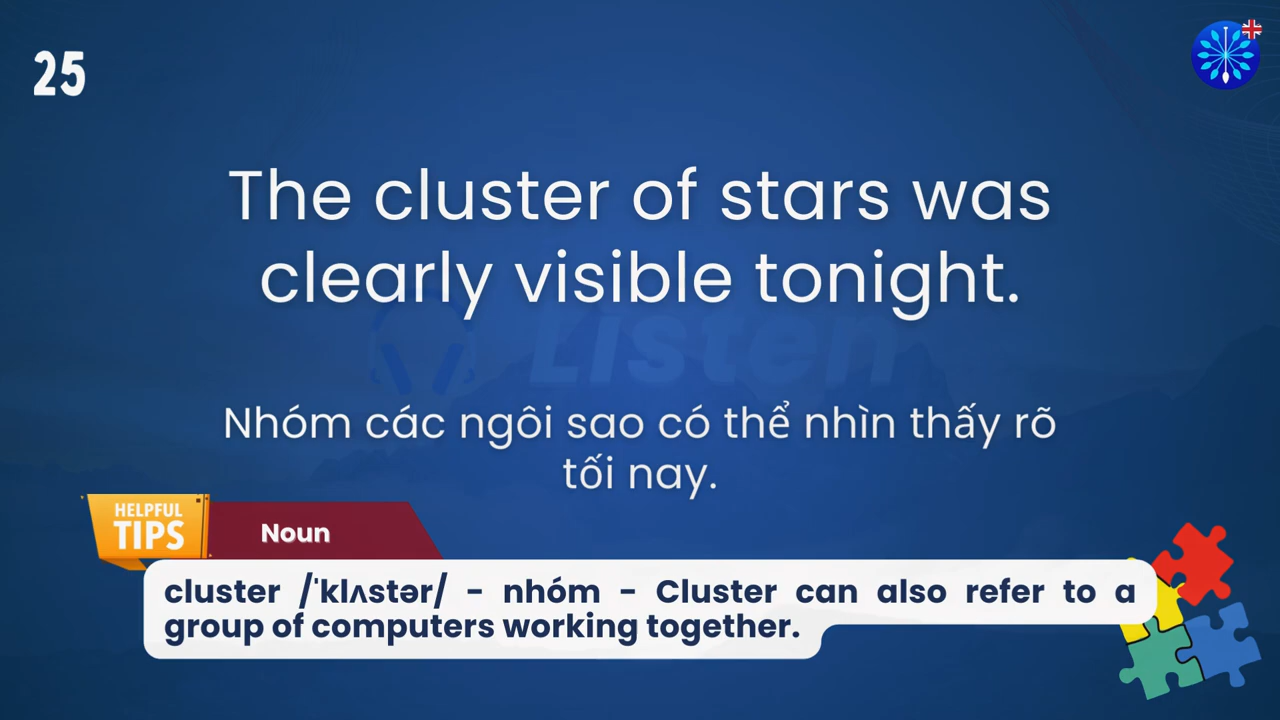 25
The cluster of stars was
clearly visible tonight.
Listen
Nhóm các ngôi sao có thể nhìn thấy rõ
tối nay.
HELPFUL
TIPS
Noun
cluster /ˈklʌstər/ - nhóm - Cluster can also refer to a
group of computers working together.